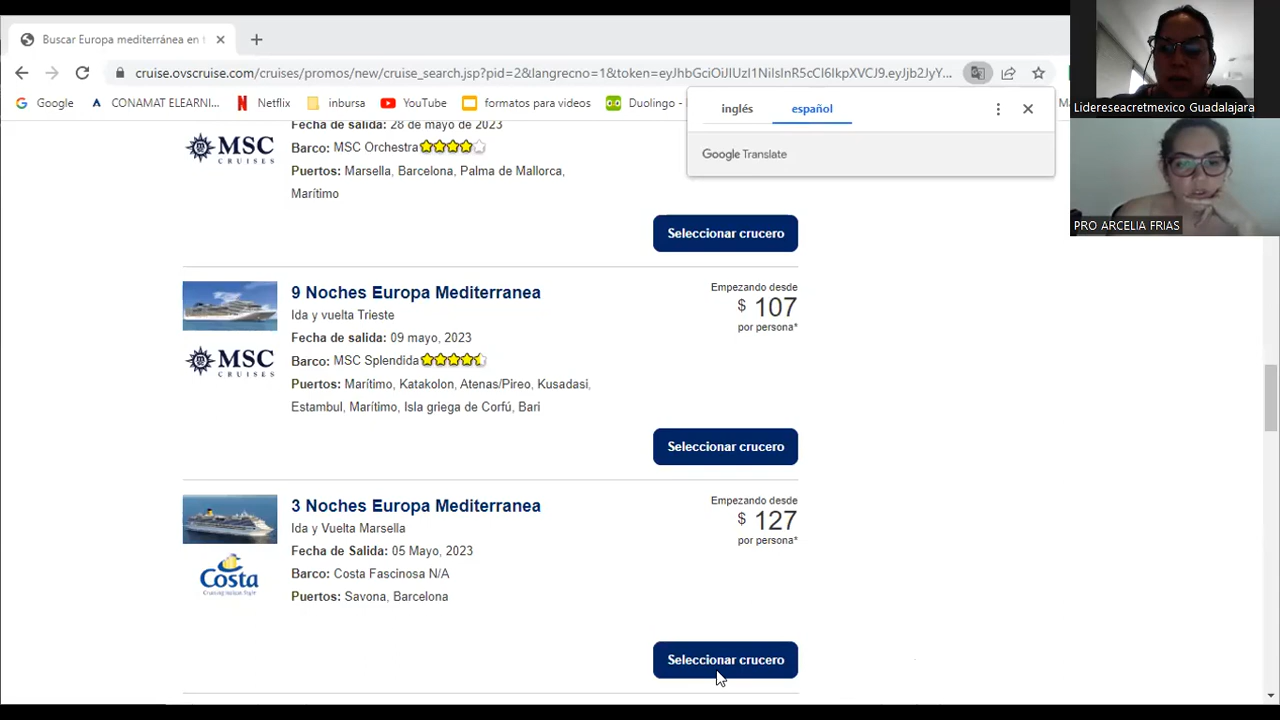 Buscar Europa mediterránea en t
cruise.ovscruise.com/cruises/promos/new/cruise_search.jsp?pid=2&langrecno=1&token=eyJhbGciOiJIUzI1NiIsInR5cCI6IkpXVCJ9.eyJjb2JyY...
Google
CONAMAT ELEARNI...
Netflix
inbursa
YouTube
formatos para videos
Duolingo -
inglés
español
Google Translate
Lidereseacretmexico Guadalajara
PRO ARCELIA FRIAS
MSC
CRUISES
Fecha de salida: 28 de mayo de 2023
Barco: MSC Orchestra
Puertos: Marsella, Barcelona, Palma de Mallorca,
Marítimo
Seleccionar crucero
MSC
CRUISES
9 Noches Europa Mediterranea
Ida y vuelta Trieste
Fecha de salida: 09 mayo, 2023
Barco: MSC Splendida
Puertos: Marítimo, Katakolon, Atenas/Pireo, Kusadasi,
Estambul, Marítimo, Isla griega de Corfú, Bari
Empezando desde
$ 107
por persona*
Seleccionar crucero
Costa
3 Noches Europa Mediterranea
Ida y Vuelta Marsella
Fecha de Salida: 05 Mayo, 2023
Barco: Costa Fascinosa N/A
Puertos: Savona, Barcelona
Empezando desde
$ 127
por persona*
Seleccionar crucero